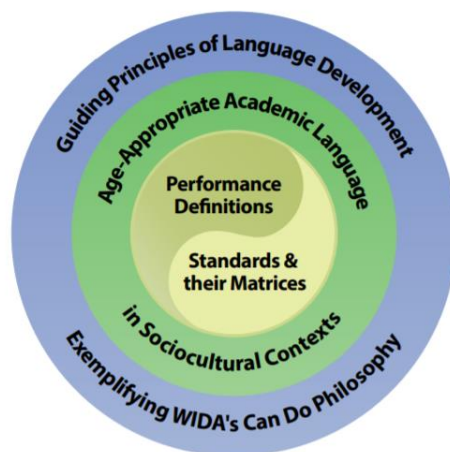 Guiding Principles of Language Development
Age-Appropriate Academic Language
Performance
Definitions
Standards &
their Matrices
in Sociocultural Contexts
Exemplifying WIDA's Can Do Philosophy